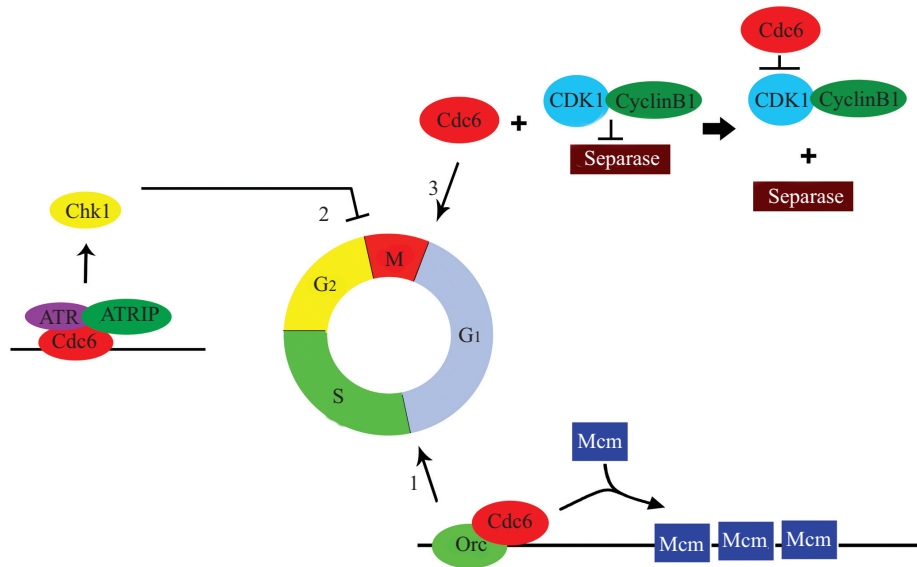 Cdc6
Cdc6
+
CDK1
CyclinB1
Separase
CDK1
CyclinB1
+
Separase
3
2
Chk1
ATR
ATRIP
Cdc6
M
G2
G1
S
1
Mcm
Cdc6
Orc
Mcm
Mcm
Mcm